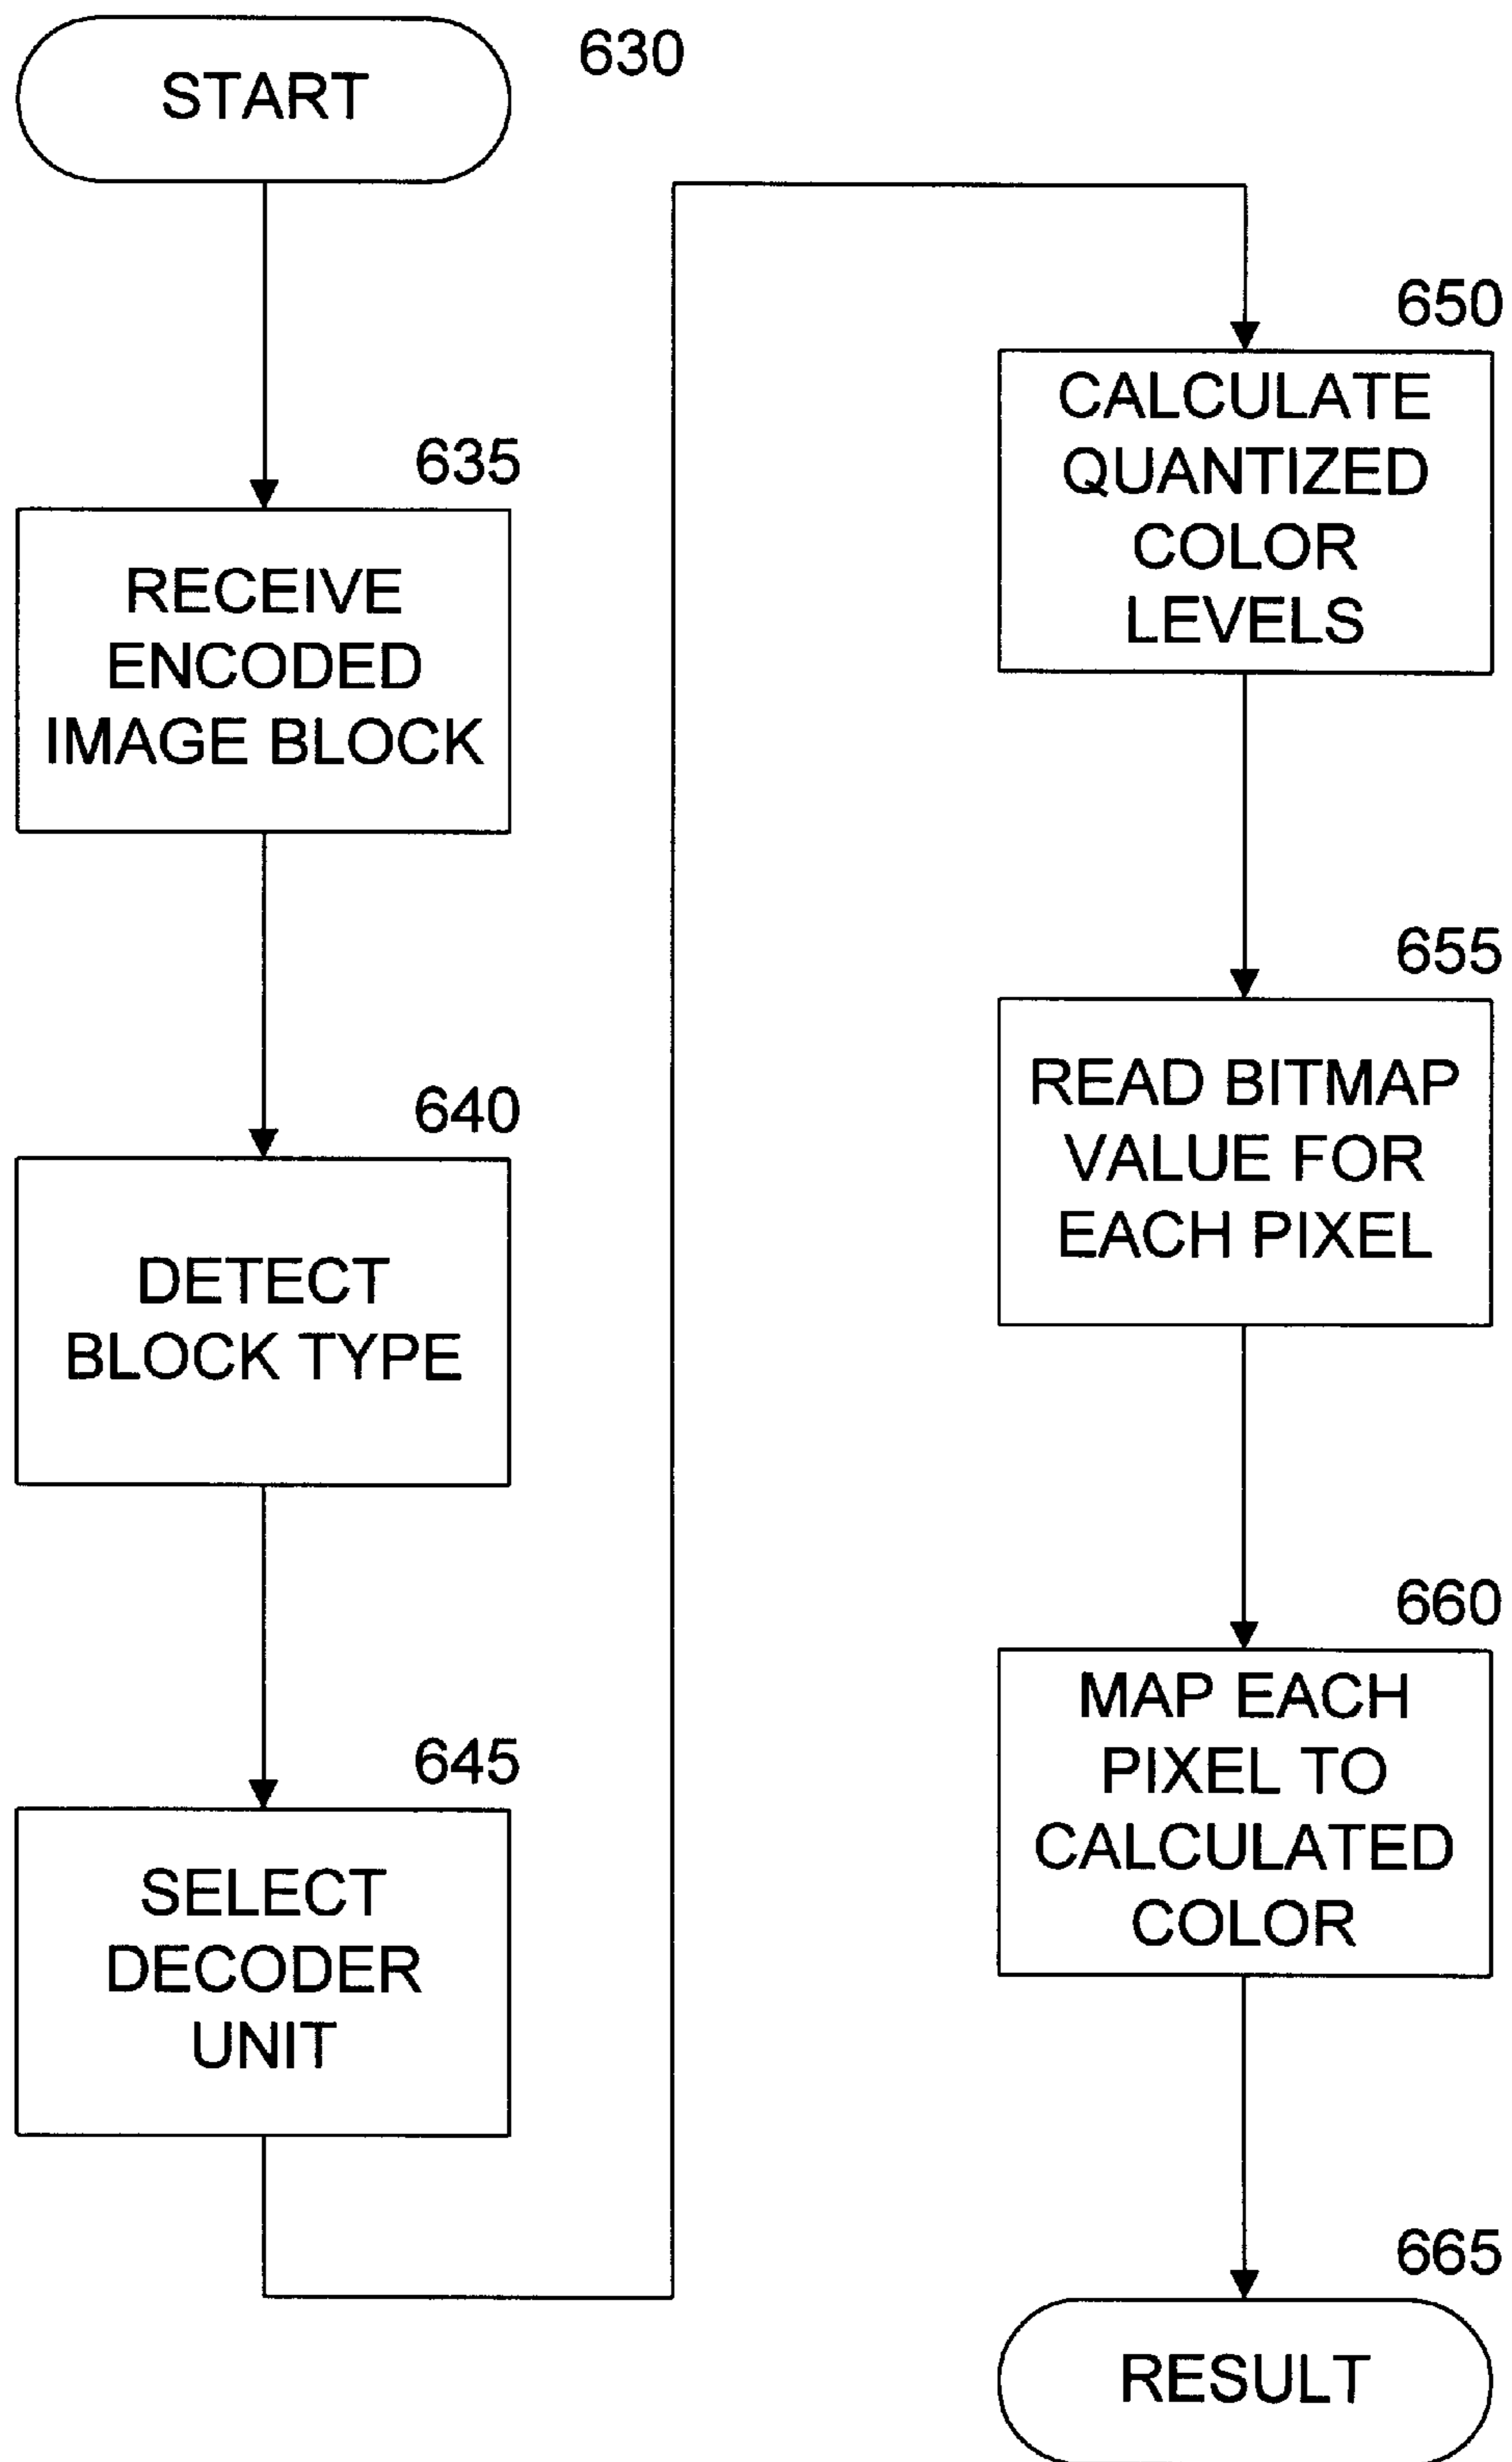 START
630
635
RECEIVE
ENCODED
IMAGE BLOCK
640
DETECT
BLOCK TYPE
645
SELECT
DECODER
UNIT
650
CALCULATE
QUANTIZED
COLOR
LEVELS
655
READ BITMAP
VALUE FOR
EACH PIXEL
660
MAP EACH
PIXEL TO
CALCULATED
COLOR
665
RESULT